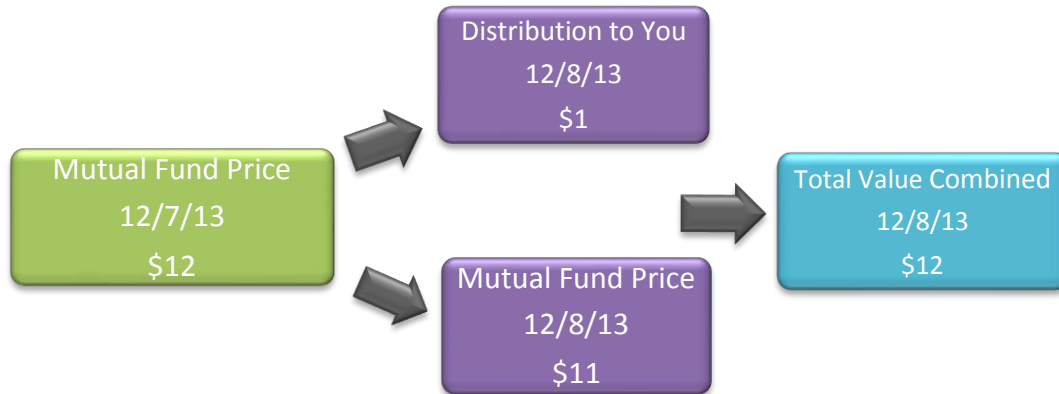 Mutual Fund Price
12/7/13
$12
Distribution to You
12/8/13
$1
Mutual Fund Price
12/8/13
$11
Total Value Combined
12/8/13
$12